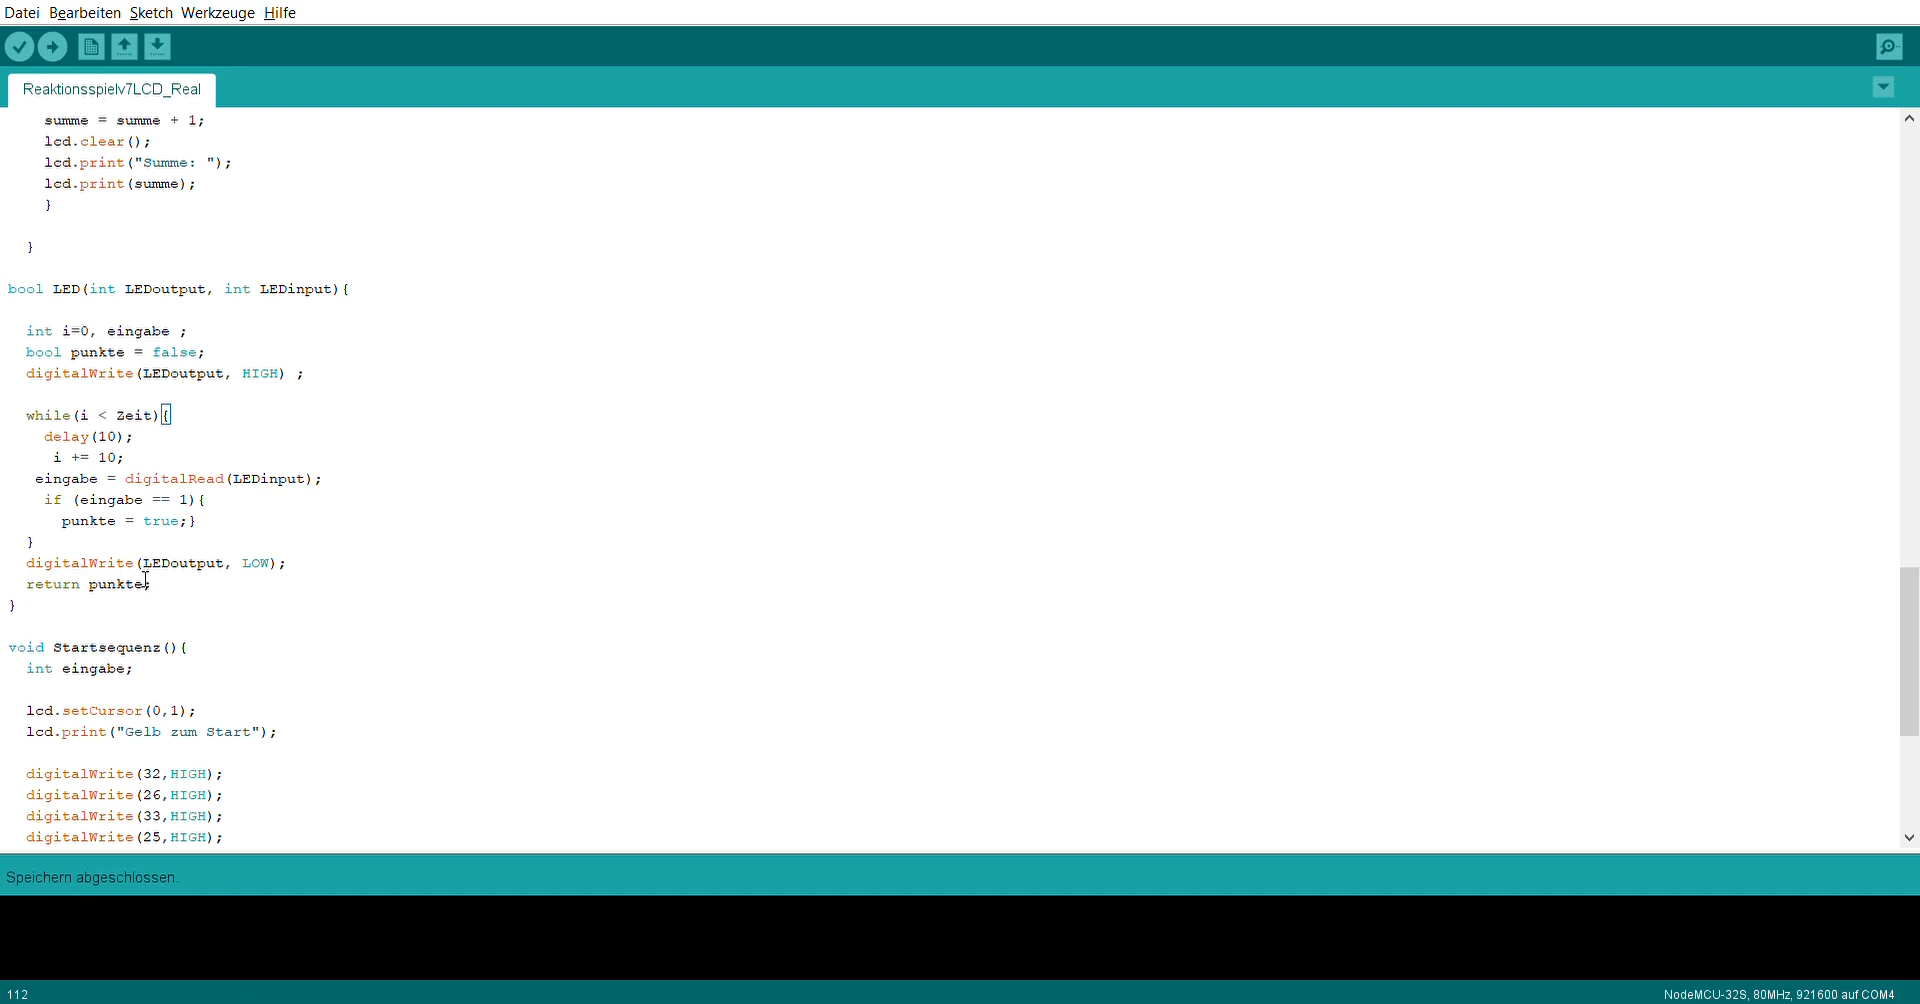 Datei Bearbeiten Sketch Werkzeuge Hilfe
Reaktionsspielv7LCD_Real
summe = summe + 1;
lcd.clear();
lcd.print("Summe: ");
lcd.print(summe);
}
}
bool LED(int LEDoutput, int LEDinput){
int i=0, eingabe ;
bool punkte = false;
digitalWrite(LEDoutput, HIGH) ;
while(i < Zeit){
delay(10);
i += 10;
eingabe = digitalRead(LEDinput);
if (eingabe == 1){
punkte = true;}
}
digitalWrite(LEDoutput, LOW);
return punkte;
}
void Startsequenz(){
int eingabe;
lcd.setCursor(0,1);
lcd.print("Gelb zum Start");
digitalWrite(32,HIGH);
digitalWrite(26,HIGH);
digitalWrite(33,HIGH);
digitalWrite(25,HIGH);
Speichern abgeschlossen.
112 NodeMCU-32S, 80MHz, 921600 auf COM4